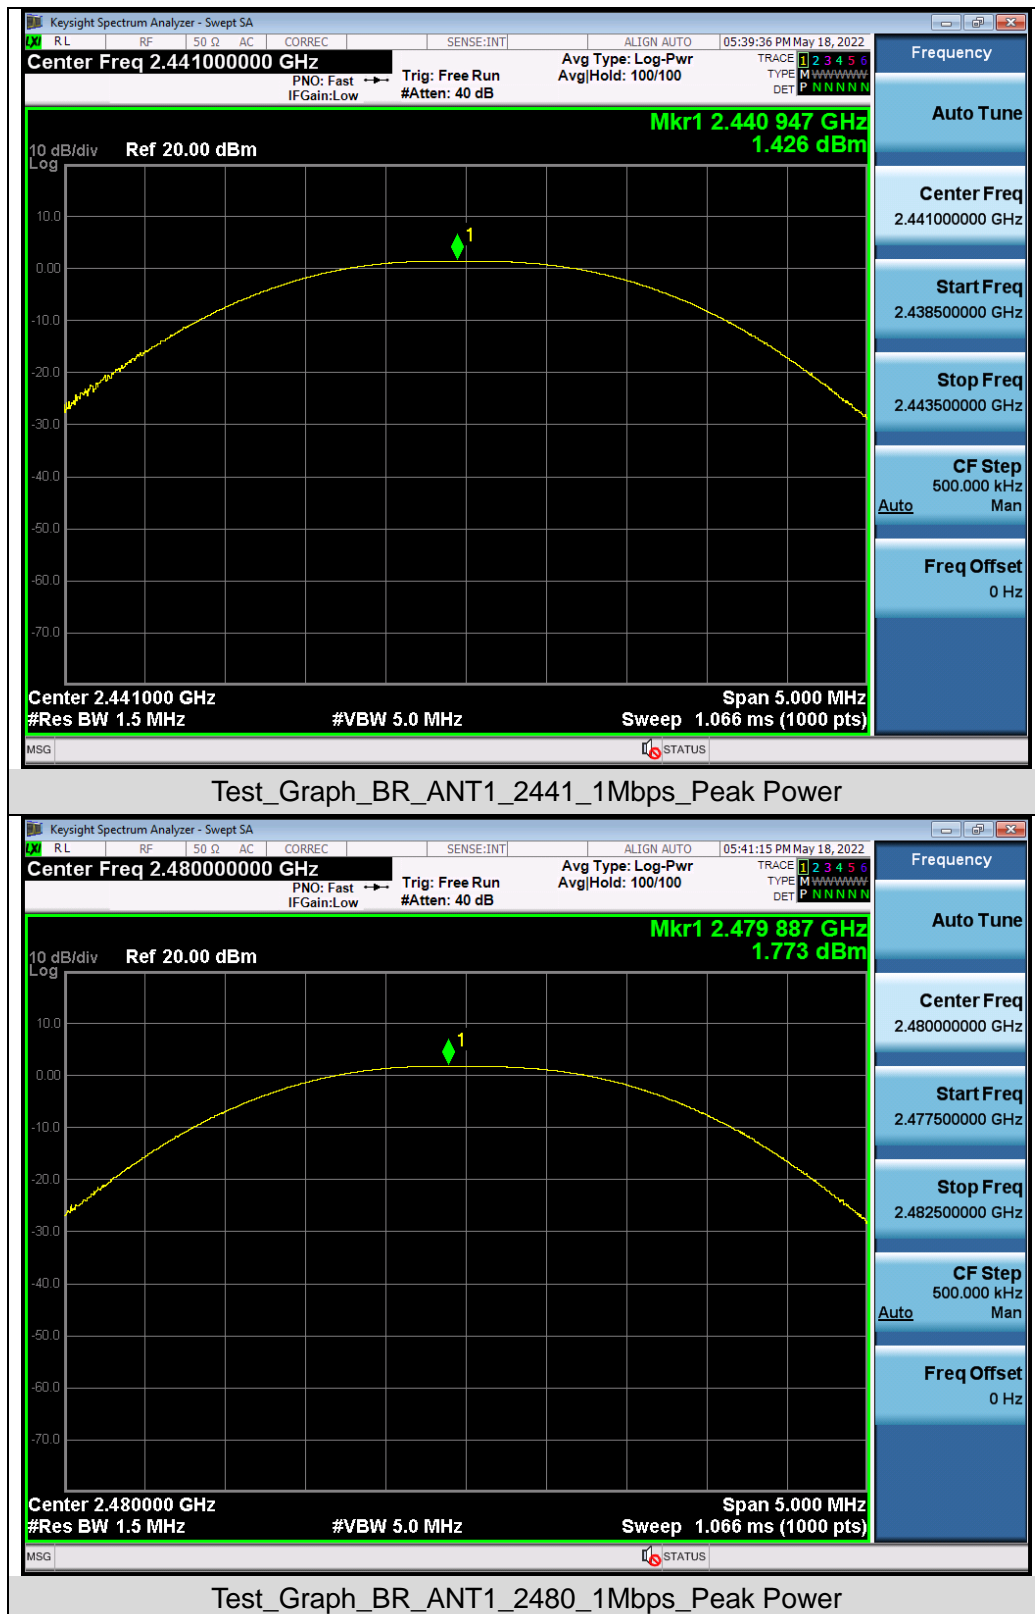 Keysight Spectrum Analyzer - Swept SA
LXI RL RF 50 Ω AC CORREC SENSE:INT ALIGN AUTO 05:39:36 PM May 18, 2022
Center Freq 2.441000000 GHz
PNO: Fast
IFGain:Low
Trig: Free Run
#Atten: 40 dB
Avg Type: Log-Pwr
Avg|Hold: 100/100
TRACE 1 2 3 4 5 6
TYPE M WWWWW
DET P N N N N N
Frequency
Mkr1 2.440 947 GHz
1.426 dBm
10 dB/div Ref 20.00 dBm
Log
10.0
0.00
-10.0
-20.0
-30.0
-40.0
-50.0
-60.0
-70.0
1
Auto Tune
Center Freq
2.441000000 GHz
Start Freq
2.438500000 GHz
Stop Freq
2.443500000 GHz
CF Step
500.000 kHz
Auto Man
Freq Offset
0 Hz
Center 2.441000 GHz Span 5.000 MHz
#Res BW 1.5 MHz #VBW 5.0 MHz Sweep 1.066 ms (1000 pts)
MSG STATUS
Test_Graph_BR_ANT1_2441_1Mbps_Peak Power
Keysight Spectrum Analyzer - Swept SA
LXI RL RF 50 Ω AC CORREC SENSE:INT ALIGN AUTO 05:41:15 PM May 18, 2022
Center Freq 2.480000000 GHz
PNO: Fast
IFGain:Low
Trig: Free Run
#Atten: 40 dB
Avg Type: Log-Pwr
Avg|Hold: 100/100
TRACE 1 2 3 4 5 6
TYPE M WWWWW
DET P N N N N N
Frequency
Mkr1 2.479 887 GHz
1.773 dBm
10 dB/div Ref 20.00 dBm
Log
10.0
0.00
-10.0
-20.0
-30.0
-40.0
-50.0
-60.0
-70.0
1
Auto Tune
Center Freq
2.480000000 GHz
Start Freq
2.477500000 GHz
Stop Freq
2.482500000 GHz
CF Step
500.000 kHz
Auto Man
Freq Offset
0 Hz
Center 2.480000 GHz Span 5.000 MHz
#Res BW 1.5 MHz #VBW 5.0 MHz Sweep 1.066 ms (1000 pts)
MSG STATUS
Test_Graph_BR_ANT1_2480_1Mbps_Peak Power